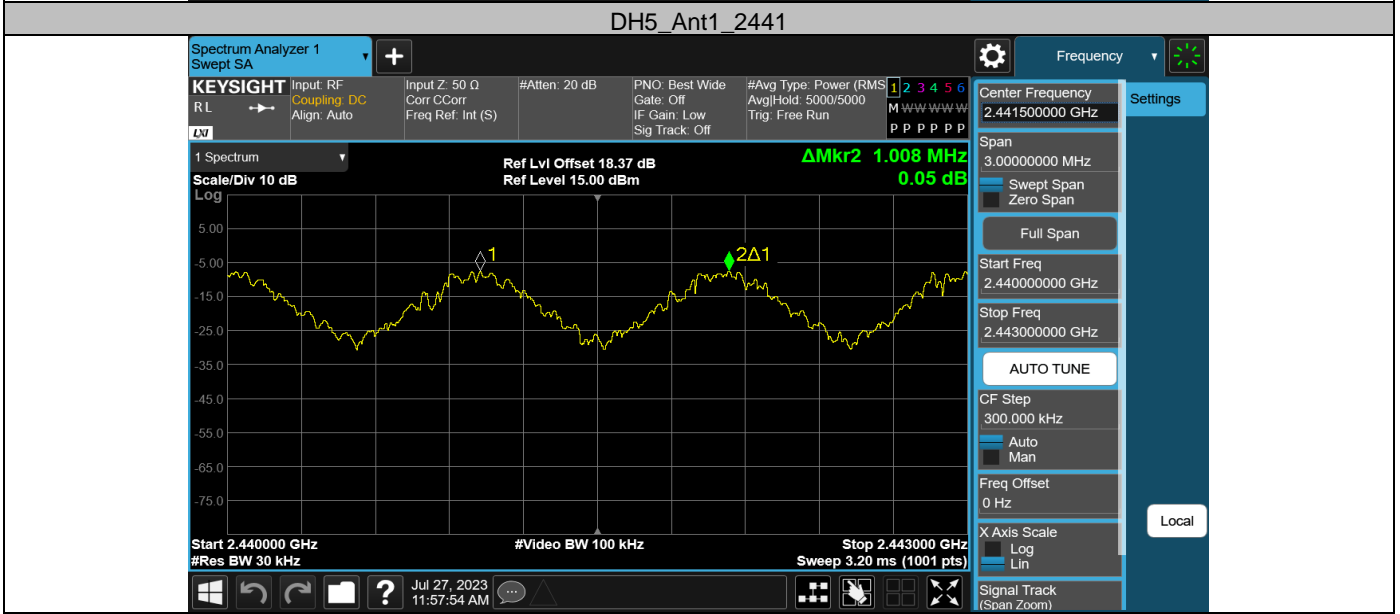 DH5_Ant1_2441
Spectrum Analyzer 1
Swept SA
+
Frequency
KEYSIGHT
RL
LXI
Input: RF
Coupling: DC
Align: Auto
Input Z: 50 Ω
Corr CCorr
Freq Ref: Int (S)
#Atten: 20 dB
PNO: Best Wide
Gate: Off
IF Gain: Low
Sig Track: Off
#Avg Type: Power (RMS
Avg|Hold: 5000/5000
Trig: Free Run
1 2 3 4 5 6
M W W W W W
P P P P P P
1 Spectrum
Scale/Div 10 dB
Log
Ref Lvl Offset 18.37 dB
Ref Level 15.00 dBm
ΔMkr2 1.008 MHz
0.05 dB
5.00
-5.00
-15.0
-25.0
-35.0
-45.0
-55.0
-65.0
-75.0
1
2Δ1
Start 2.440000 GHz
#Res BW 30 kHz
#Video BW 100 kHz
Stop 2.443000 GHz
Sweep 3.20 ms (1001 pts)
?
Jul 27, 2023
11:57:54 AM
Center Frequency
2.441500000 GHz
Span
3.00000000 MHz
Swept Span
Zero Span
Full Span
Start Freq
2.440000000 GHz
Stop Freq
2.443000000 GHz
AUTO TUNE
CF Step
300.000 kHz
Auto
Man
Freq Offset
0 Hz
X Axis Scale
Log
Lin
Signal Track
(Span Zoom)
Settings
Local